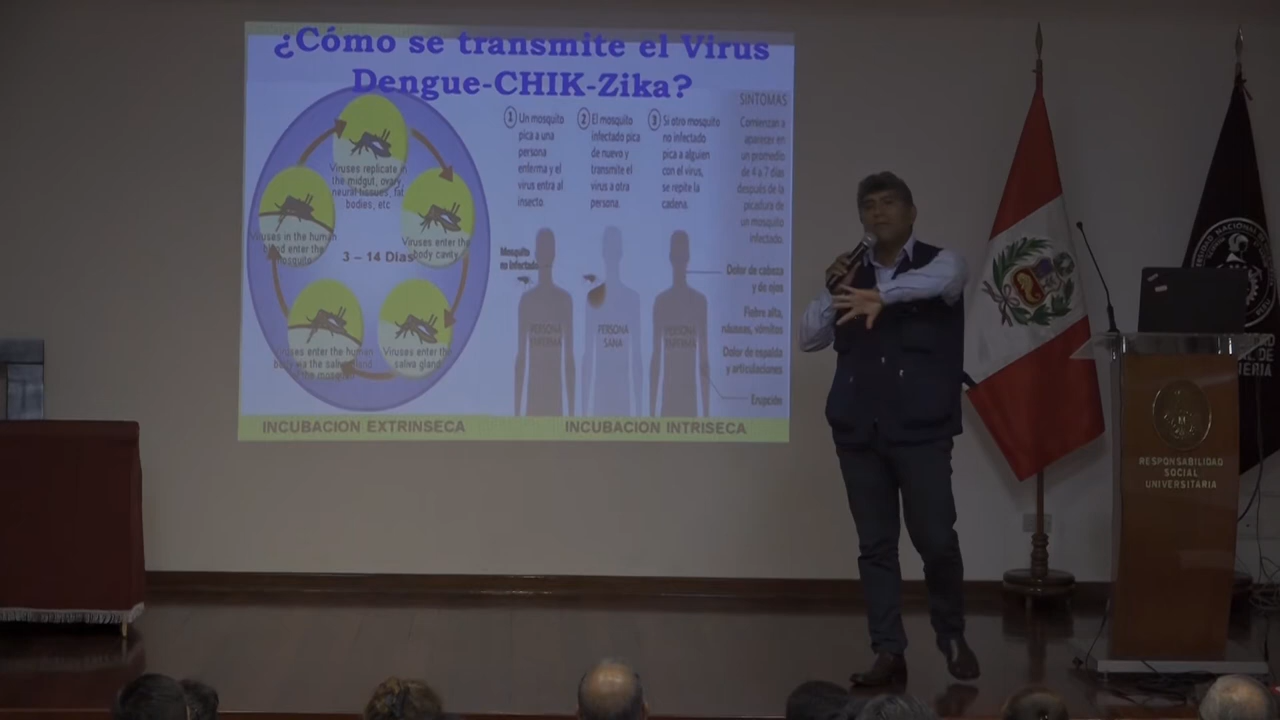 ¿Cómo se transmite el Virus
Dengue-CHIK-Zika?
Viruses replicate in
the midgut, ovary,
neural tissues, fat
bodies, etc
Viruses in the human
blood enter the
mosquito
Viruses enter the
body cavity
3 – 14 Dias
Viruses enter the human
body via the saliva and
the mosquito
Viruses enter the
saliva gland
INCUBACION EXTRINSECA
1 Un mosquito
pica a una
persona
enferma y el
virus entra al
insecto.
2 El mosquito
infectado pica
de nuevo y
transmite el
virus a otra
persona.
3 Si otro mosquito
no infectado
pica a alguien
con el virus,
se repite la
cadena.
Mosquito
no infectado
PERSONA
ENFERMA
PERSONA
SANA
PERSONA
ENFERMA
SINTOMAS
Comienzan a
aparecer en
un promedio
de 4 a 7 días
después de la
picadura de
un mosquito
infectado.
Dolor de cabeza
y de ojos
Fiebre alta,
náuseas, vómitos
Dolor de espalda
y articulaciones
Erupción
INCUBACION INTRISECA
RESPONSABILIDAD
SOCIAL
UNIVERSITARIA